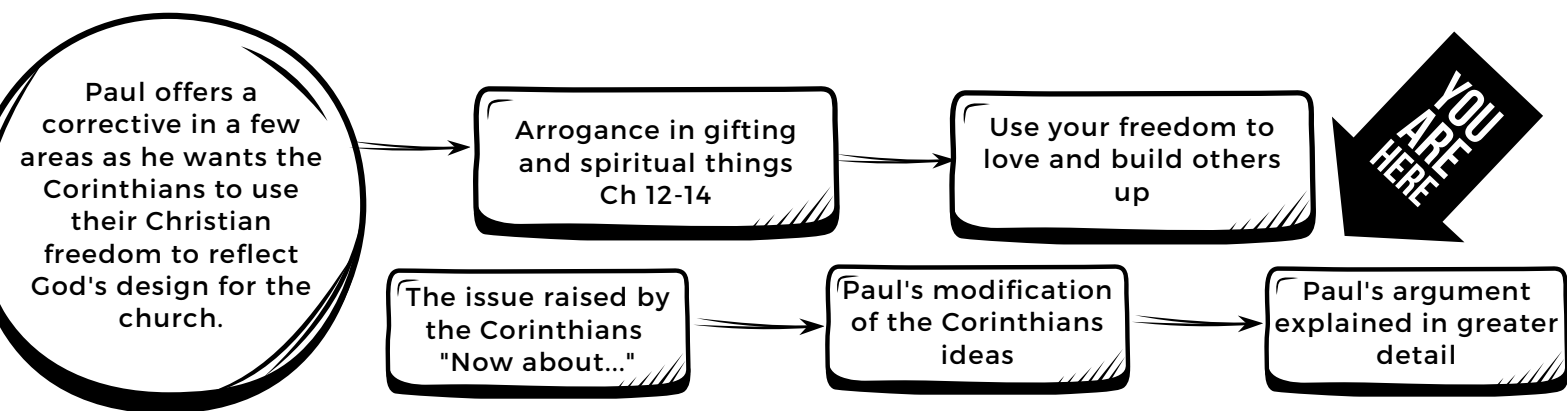 Paul offers a
corrective in a few
areas as he wants the
Corinthians to use
their Christian
freedom to reflect
God's design for the
church.
Arrogance in gifting
and spiritual things
Ch 12-14
Use your freedom to
love and build others
up
YOU
ARE
HERE
The issue raised by
the Corinthians
"Now about..."
Paul's modification
of the Corinthians
ideas
Paul's argument
explained in greater
detail